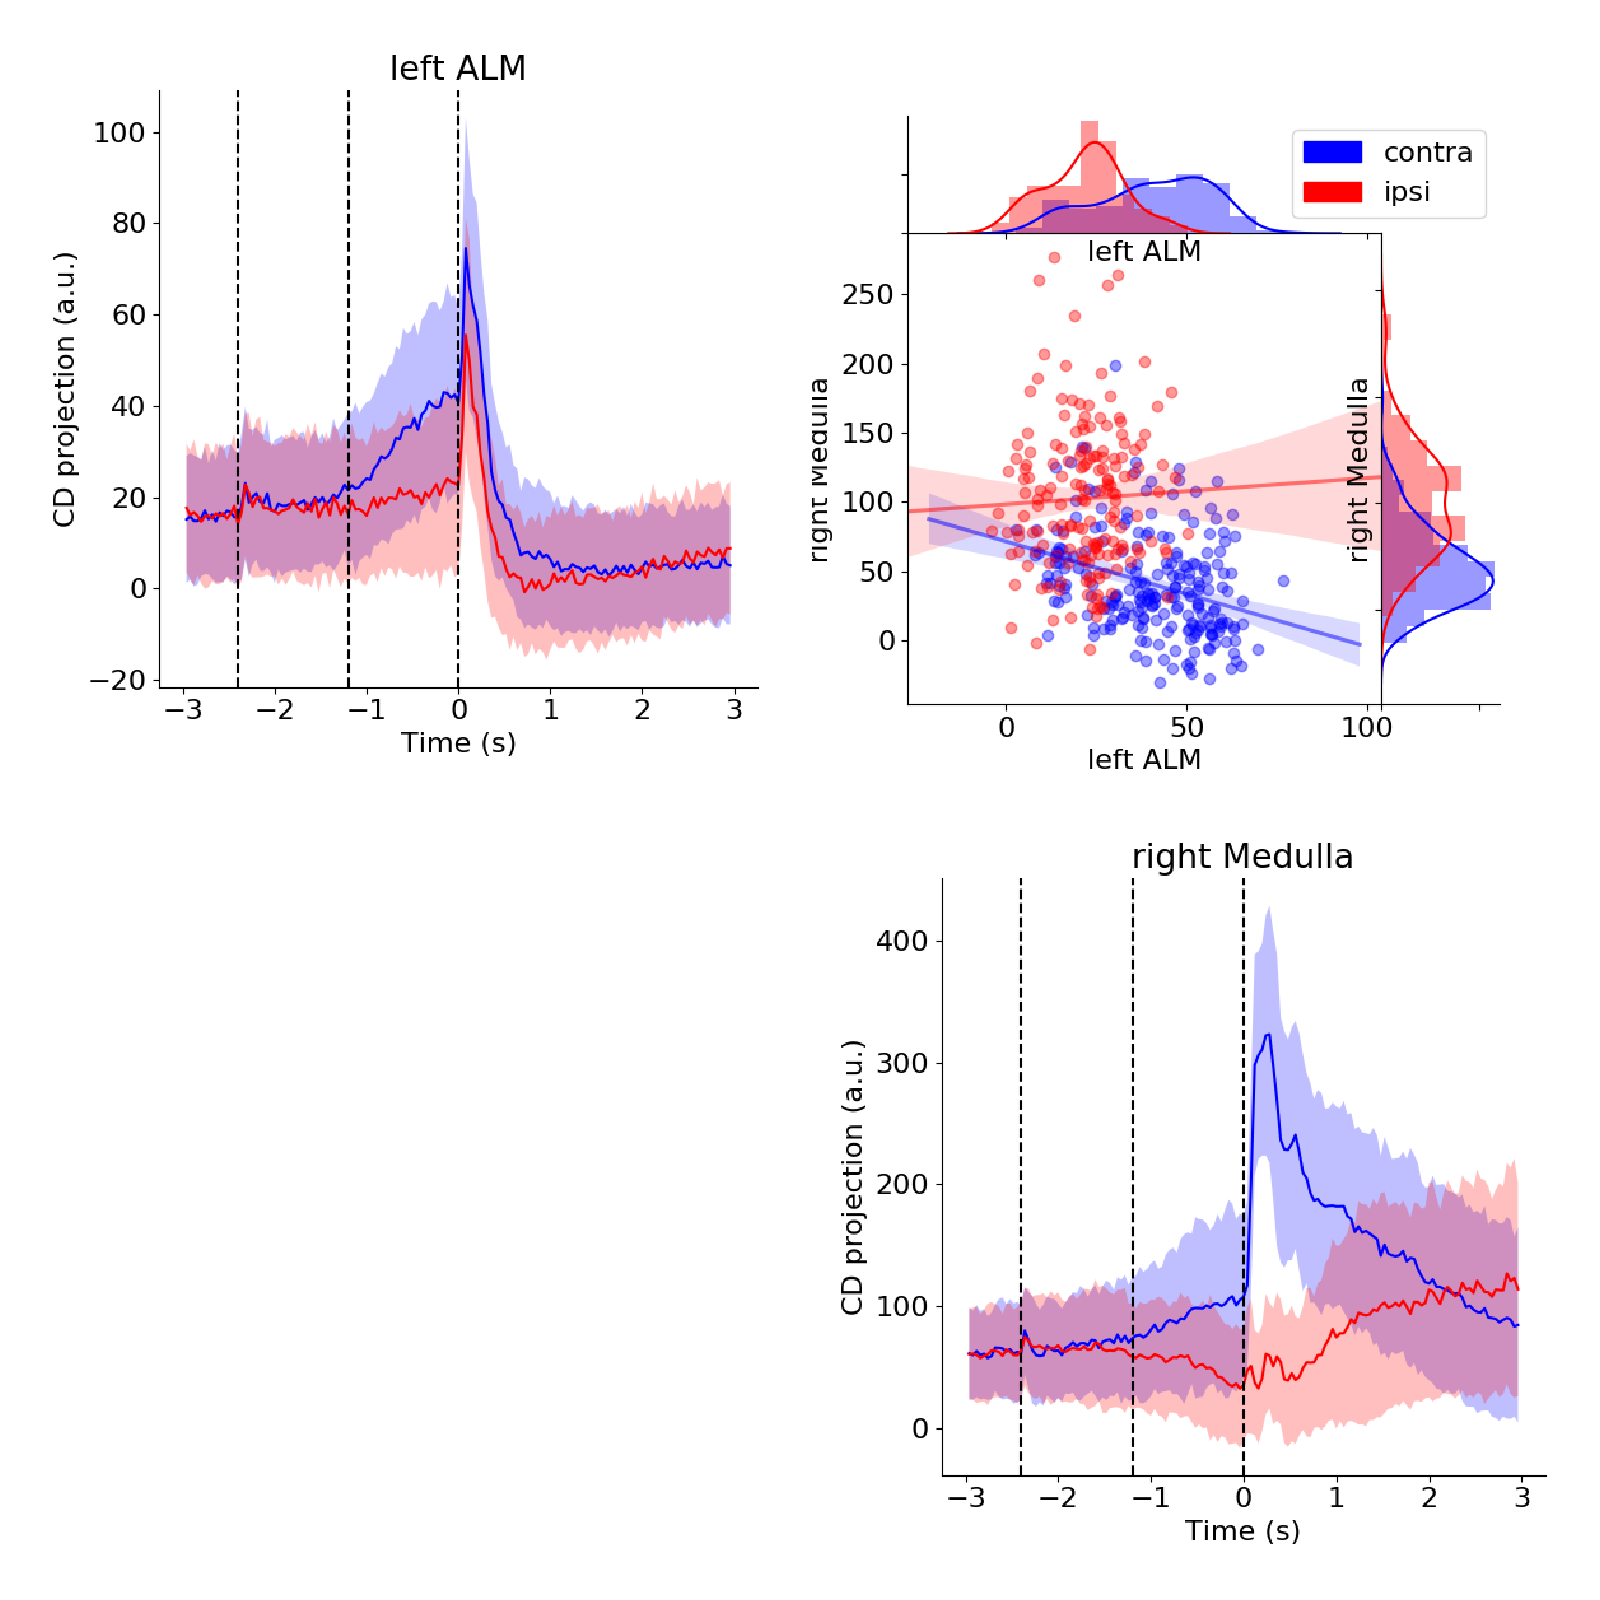 left ALM
100
80
60
40
20
0
−20
CD projection (a.u.)
−3 −2 −1 0 1 2 3
Time (s)
contra
ipsi
left ALM
250
200
150
100
50
0
right Medulla
right Medulla
0 50 100
left ALM
right Medulla
400
300
200
100
0
CD projection (a.u.)
−3 −2 −1 0 1 2 3
Time (s)